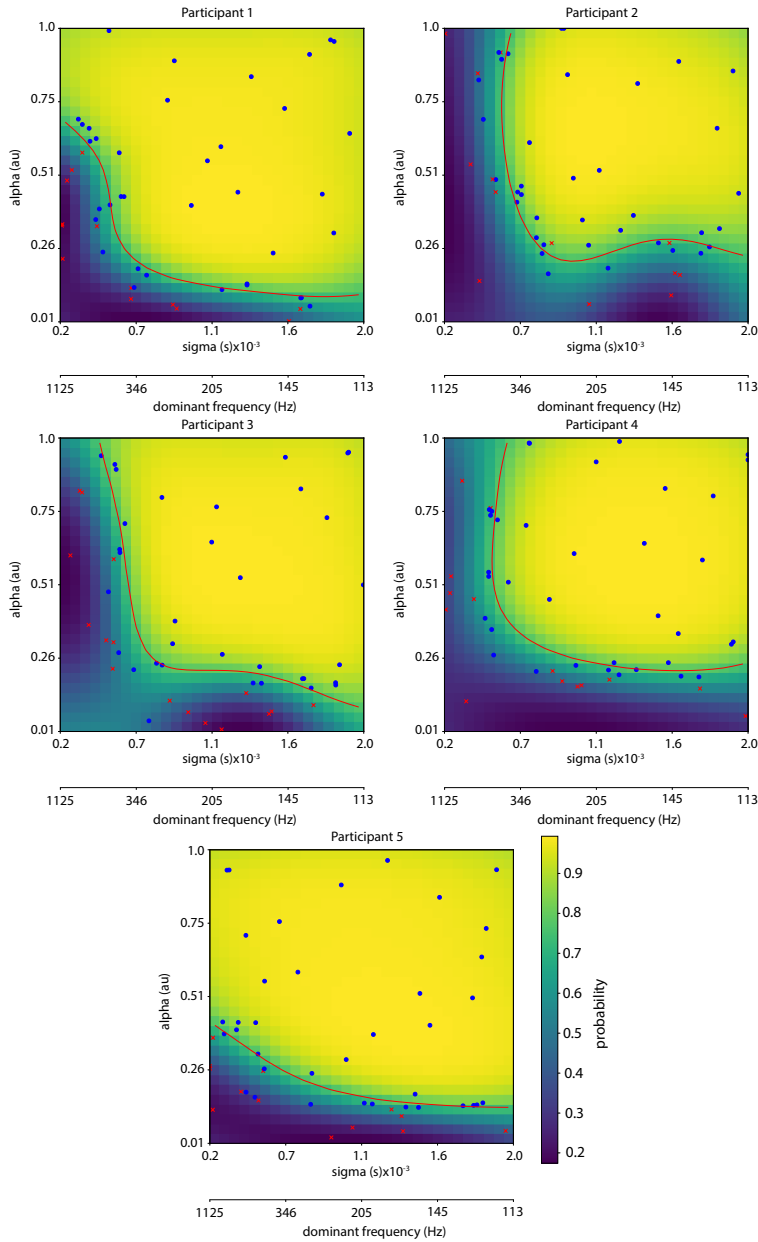 Participant 1
1.0
0.75
0.51
0.26
0.01
alpha (au)
0.2 0.7 1.1 1.6 2.0
sigma (s)x10-3
1125 346 205 145 113
dominant frequency (Hz)
Participant 2
1.0
0.75
0.51
0.26
0.01
alpha (au)
0.2 0.7 1.1 1.6 2.0
sigma (s)x10-3
1125 346 205 145 113
dominant frequency (Hz)
Participant 3
1.0
0.75
0.51
0.26
0.01
alpha (au)
0.2 0.7 1.1 1.6 2.0
sigma (s)x10-3
1125 346 205 145 113
dominant frequency (Hz)
Participant 4
1.0
0.75
0.51
0.26
0.01
alpha (au)
0.2 0.7 1.1 1.6 2.0
sigma (s)x10-3
1125 346 205 145 113
dominant frequency (Hz)
Participant 5
1.0
0.75
0.51
0.26
0.01
alpha (au)
0.2 0.7 1.1 1.6 2.0
sigma (s)x10-3
1125 346 205 145 113
dominant frequency (Hz)
0.9
0.8
0.7
0.6
0.5
0.4
0.3
0.2
probability